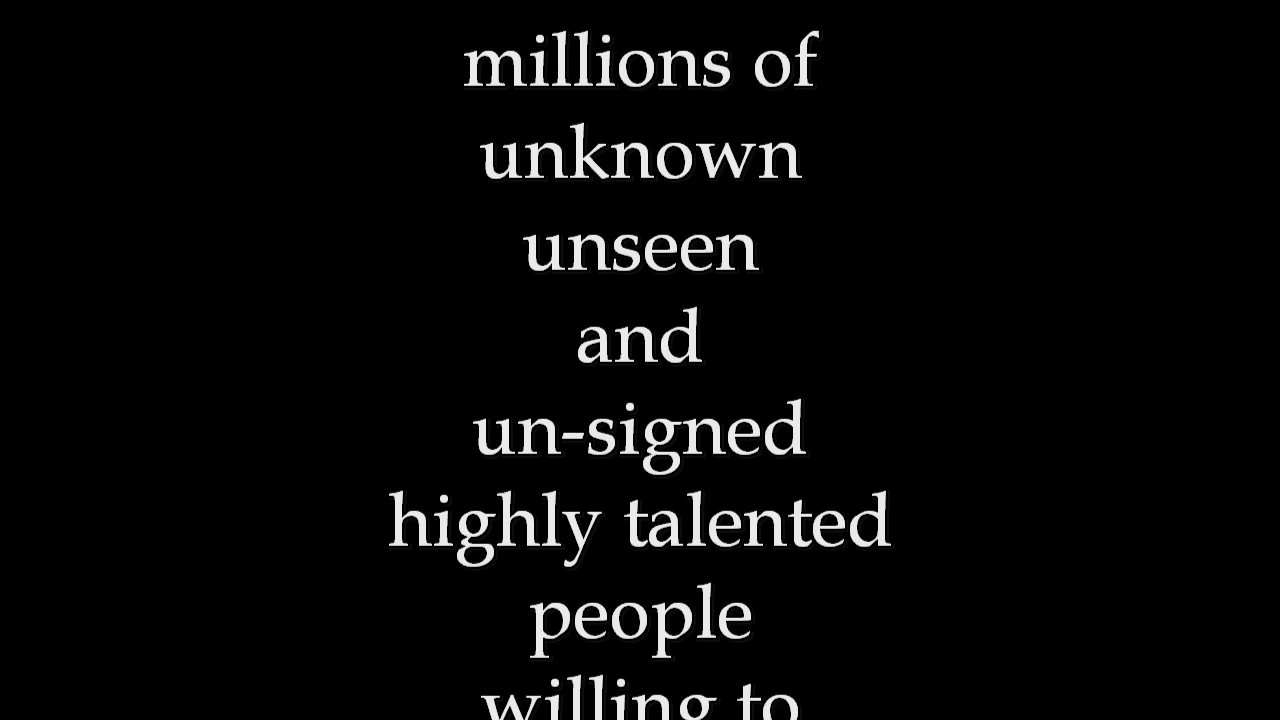 millions of
unknown
unseen
and
un-signed
highly talented
people
willing to